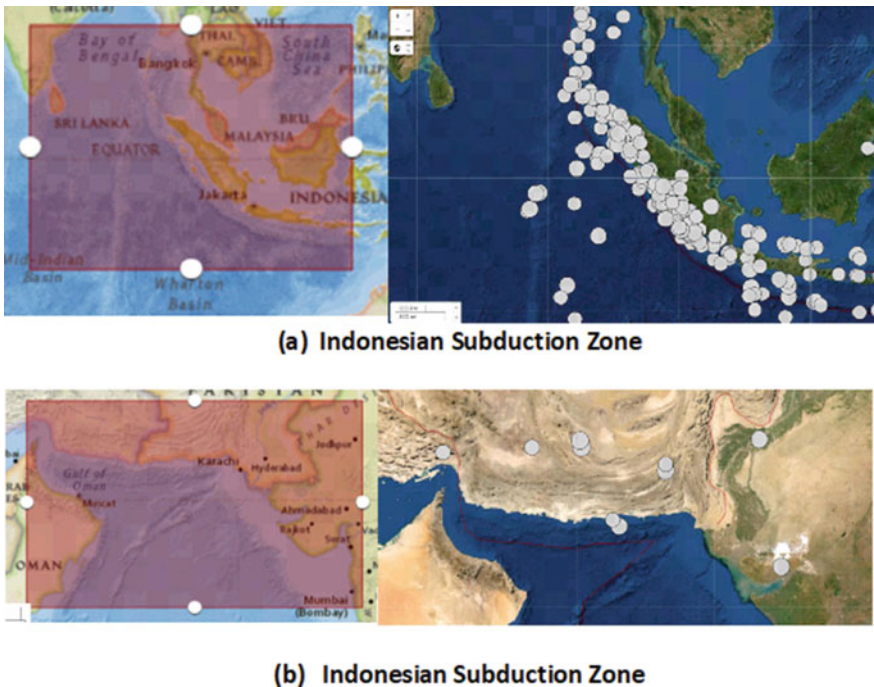 Bay of
Bengal
THAI.
Bangkok
CAMB.
South
China
Sea
PHILIP
SRI LANKA
BRU
MALAYSIA
EQUATOR
Jakarta
INDONESIA
Mid-Indian
Basin
Wharton
Basin
(a) Indonesian Subduction Zone
PAKISTAN
Jodhpur
Karachi
Hyderabad
Gulf of
Oman
Muscat
Ahmadabad
Rajkot
Surat
OMAN
Mumbai
(Bombay)
(b) Indonesian Subduction Zone